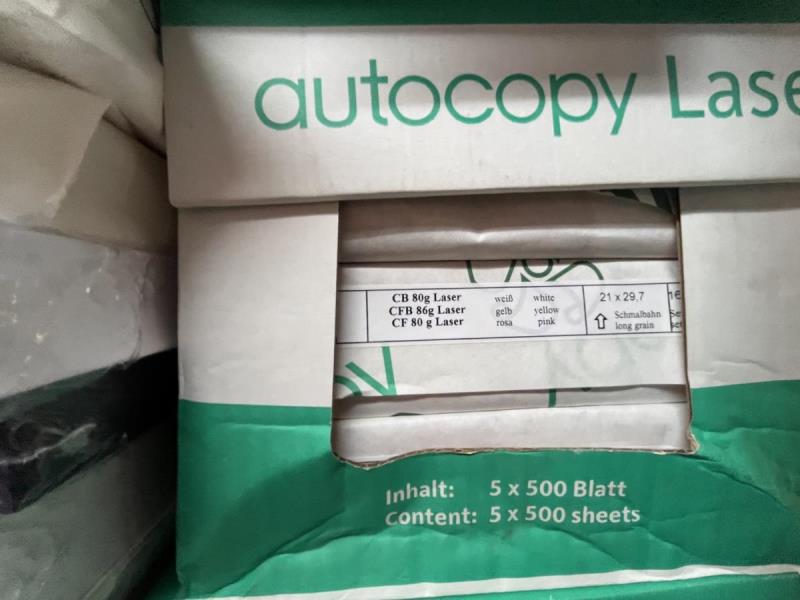 autocopy Lase
CB 80g Laser weiß white
CFB 86g Laser gelb yellow
CF 80 g Laser rosa pink
21 x 29,7
Schmalbahn
long grain
Inhalt: 5 x 500 Blatt
Content: 5 x 500 sheets